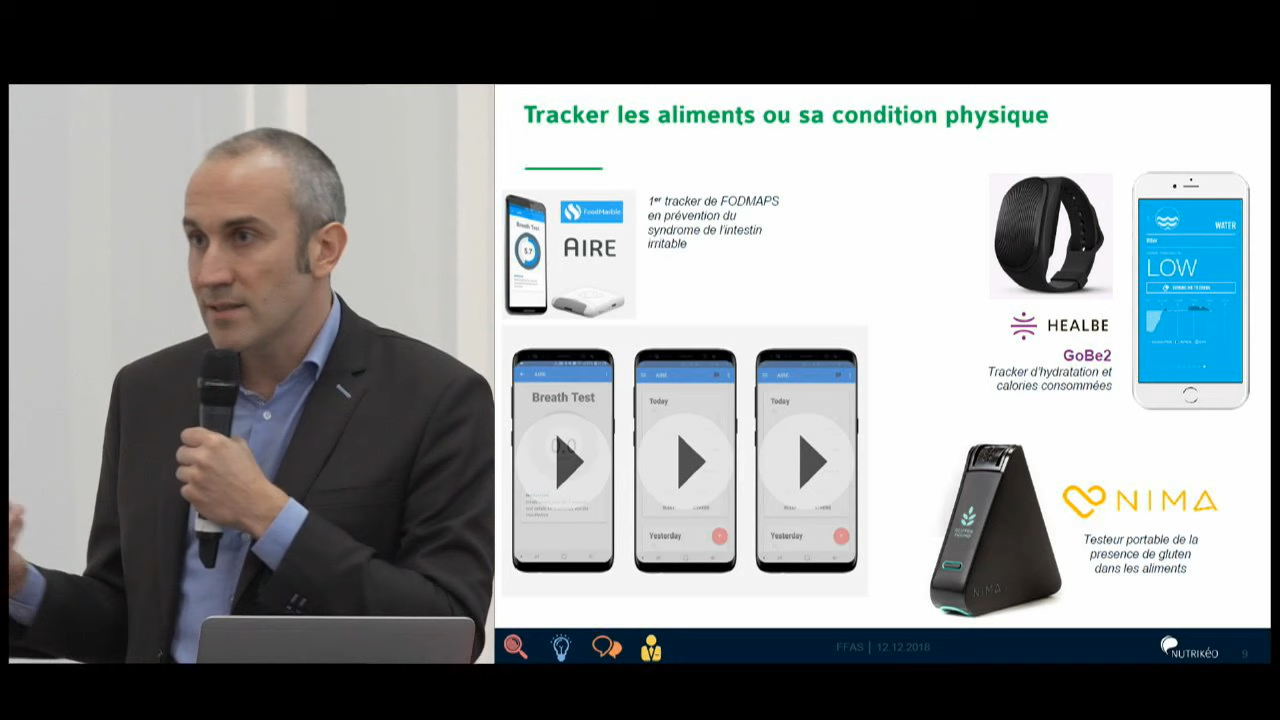 Tracker les aliments ou sa condition physique
FoodMarble
AIRE
Breath Test
5.7
1er tracker de FODMAPS
en prévention du
syndrome de l'intestin
irritable
WATER
LOW
HEALBE
GoBe2
Tracker d'hydratation et
calories consommées
AIRE
Breath Test
0.0
AIRE
Today
Yesterday
AIRE
Today
Yesterday
NIMA
NIMA
Testeur portable de la
presence de gluten
dans les aliments
FFAS | 12.12.2018
NUTRIKÉO
9